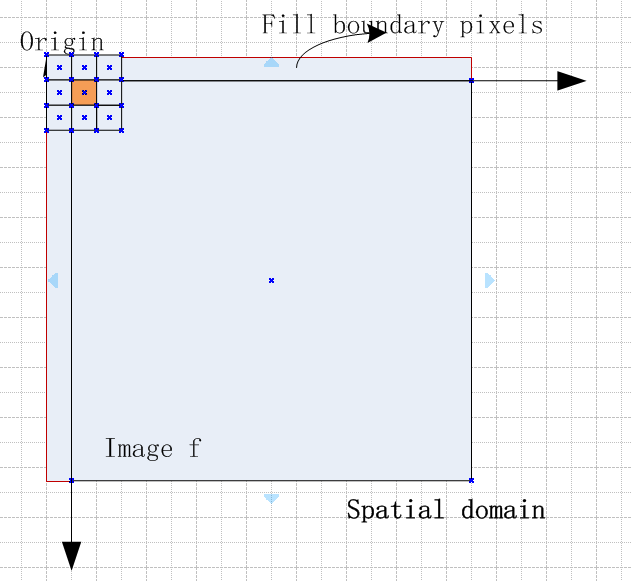 Fill boundary pixels
Origin
Image f
Spatial domain